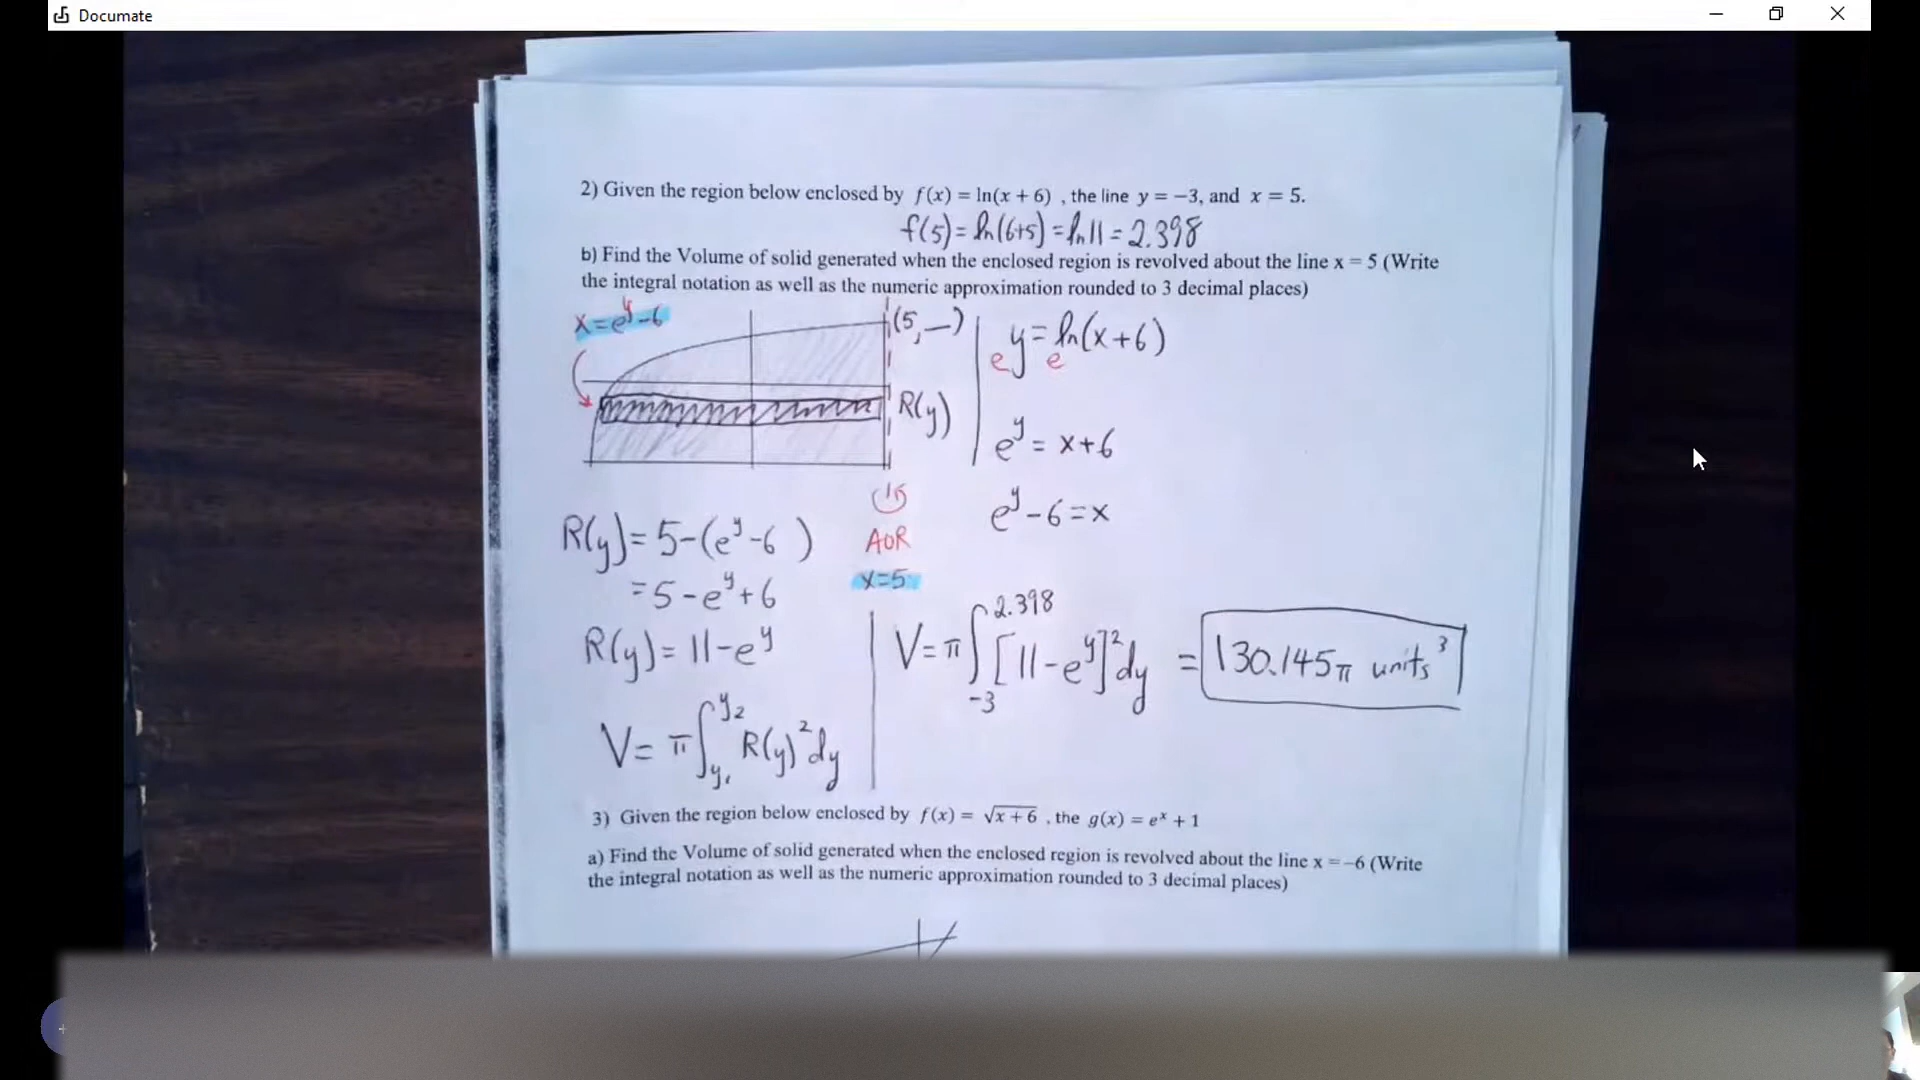 Documate
2) Given the region below enclosed by f(x) = ln(x + 6) , the line y = −3, and x = 5.
f(5) = ln(6+5) = ln 11 = 2.398
b) Find the Volume of solid generated when the enclosed region is revolved about the line x = 5 (Write
the integral notation as well as the numeric approximation rounded to 3 decimal places)
x = e^y − 6
(5, —)
R(y)
y = ln(x+6)
e e
e^y = x+6
e^y − 6 = x
AOR
x=5
R(y) = 5 − (e^y − 6 )
= 5 − e^y + 6
R(y) = 11 − e^y
V = π∫_{y₁}^{y₂} R(y)² dy
V = π∫_{-3}^{2.398} [11 − e^y]² dy = 130.145π units³
3) Given the region below enclosed by f(x) = √(x + 6) , the g(x) = e^x + 1
a) Find the Volume of solid generated when the enclosed region is revolved about the line x = −6 (Write
the integral notation as well as the numeric approximation rounded to 3 decimal places)